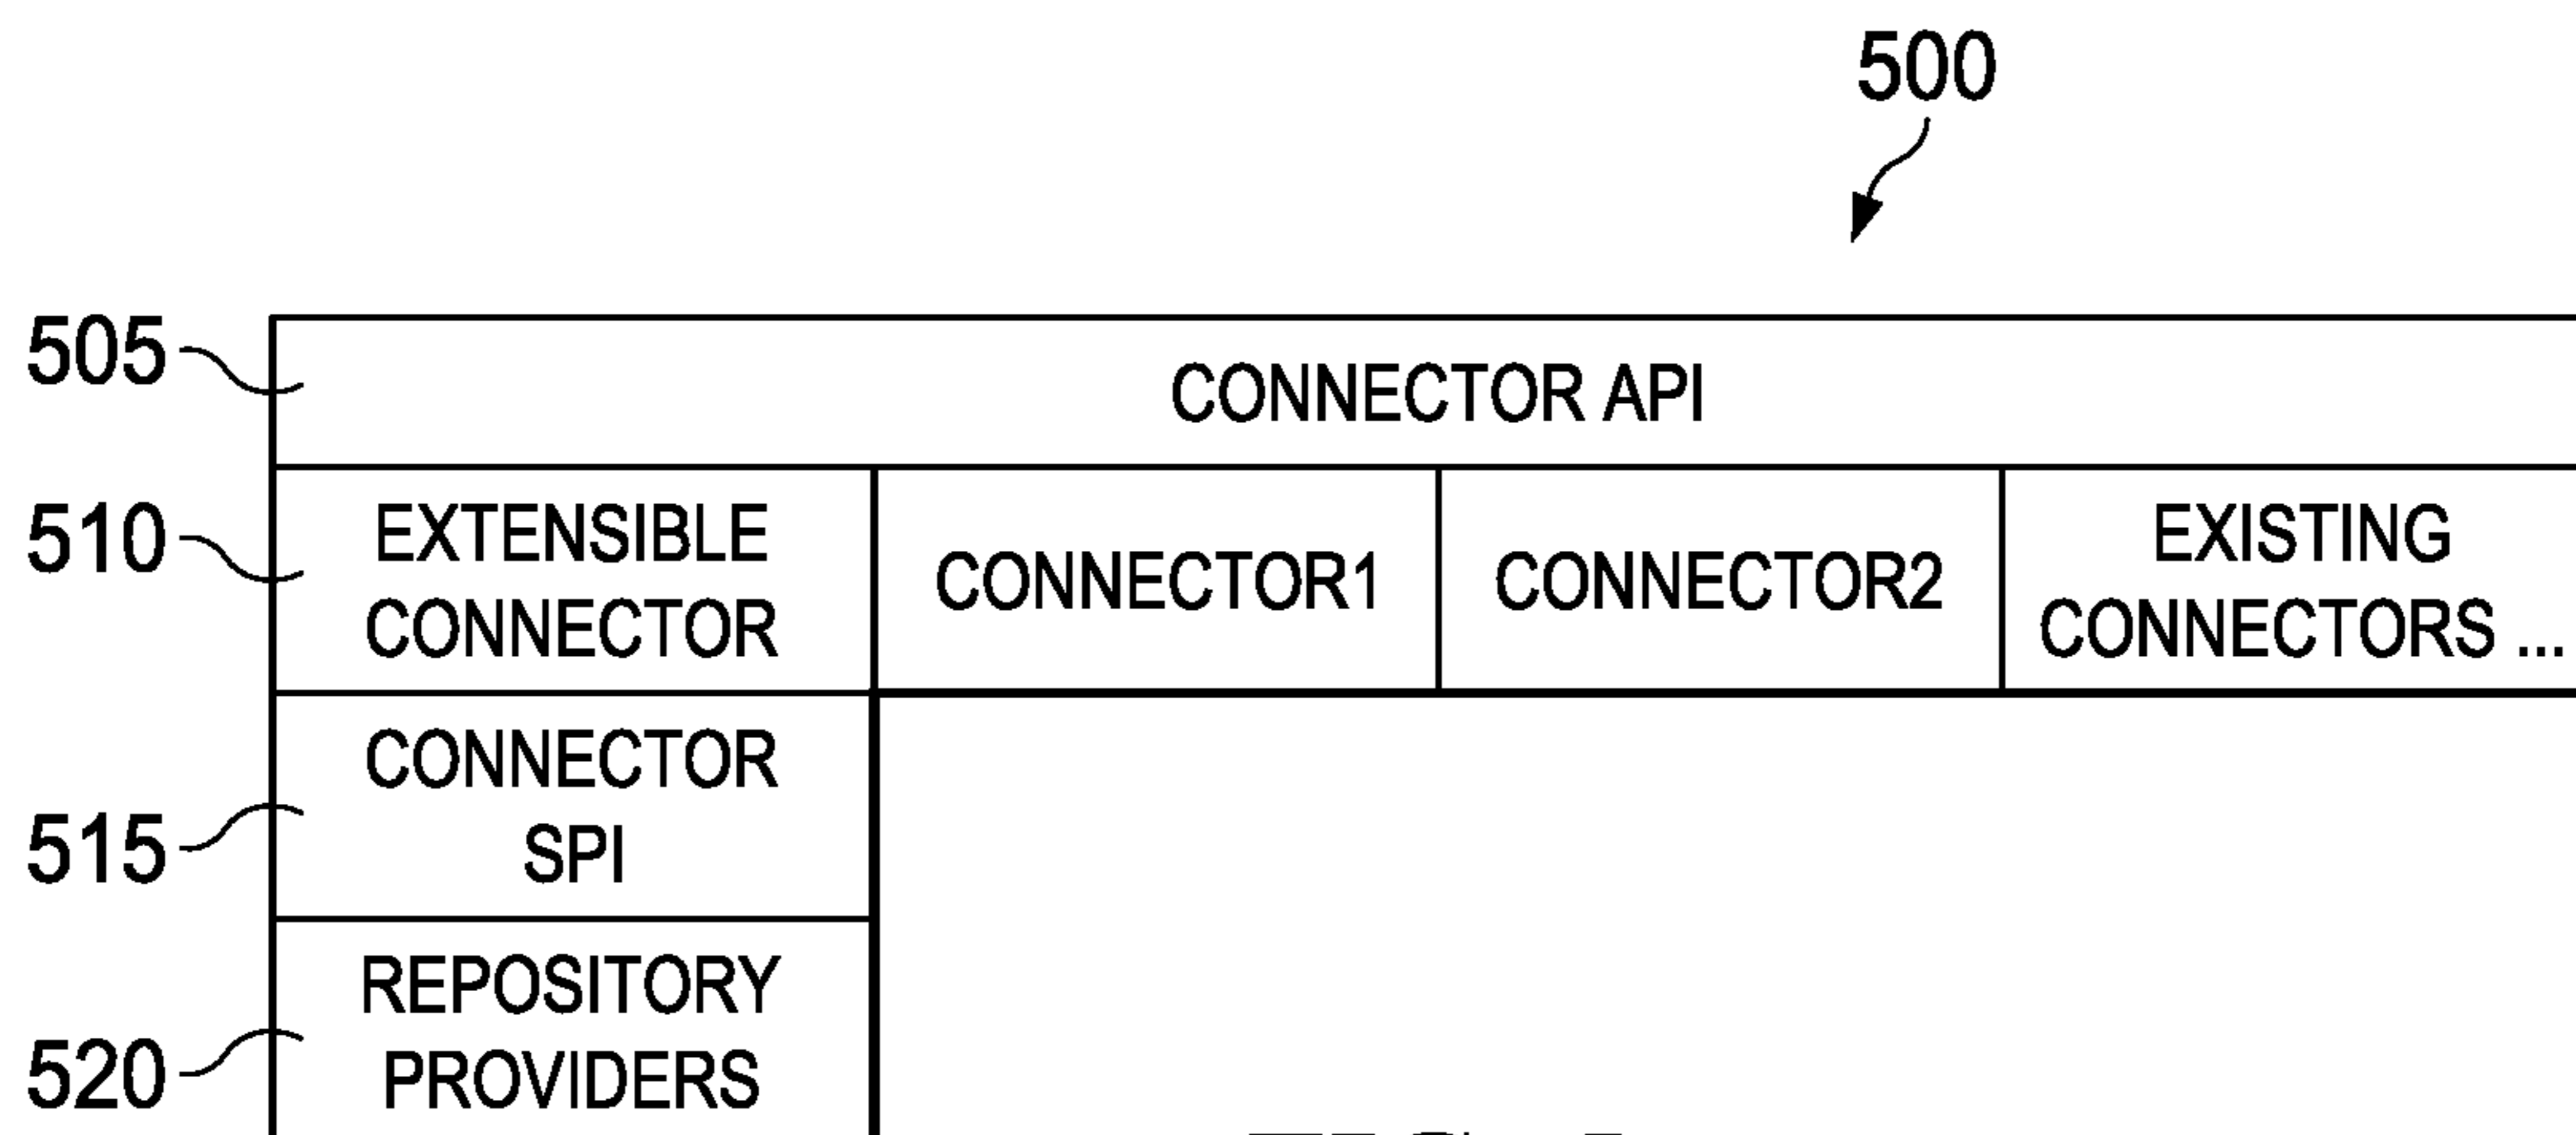 500
505
CONNECTOR API
510
EXTENSIBLE
CONNECTOR
CONNECTOR1
CONNECTOR2
EXISTING
CONNECTORS ...
515
CONNECTOR
SPI
520
REPOSITORY
PROVIDERS